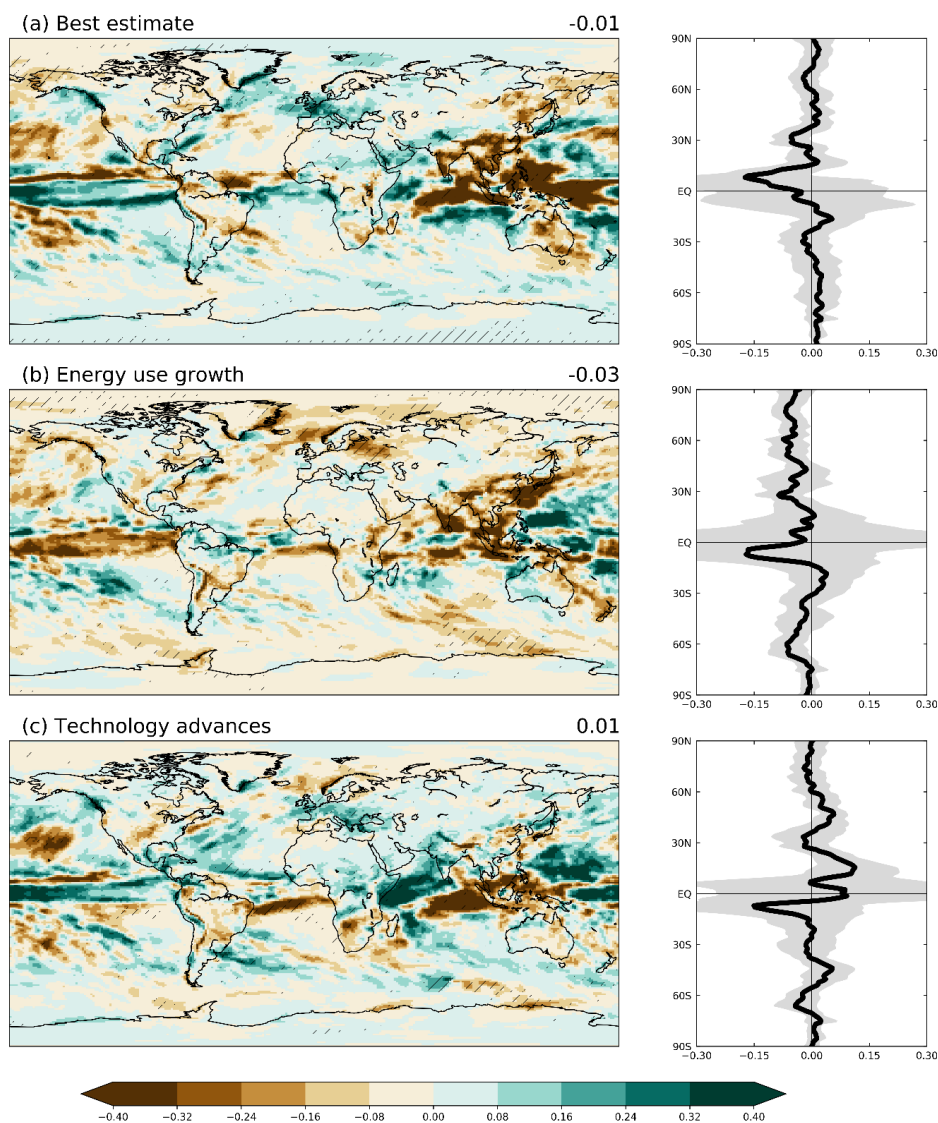 (a) Best estimate -0.01
90N
30N
EQ
30S
60S
90S
−0.30 −0.15 0.00 0.15 0.30
(b) Energy use growth -0.03
90N
60N
30N
EQ
30S
60S
90S
−0.30 −0.15 0.00 0.15 0.30
(c) Technology advances 0.01
90N
60N
30N
EQ
30S
60S
90S
−0.30 −0.15 0.00 0.15 0.30
−0.40 −0.32 −0.24 −0.16 −0.08 0.00 0.08 0.16 0.24 0.32 0.40